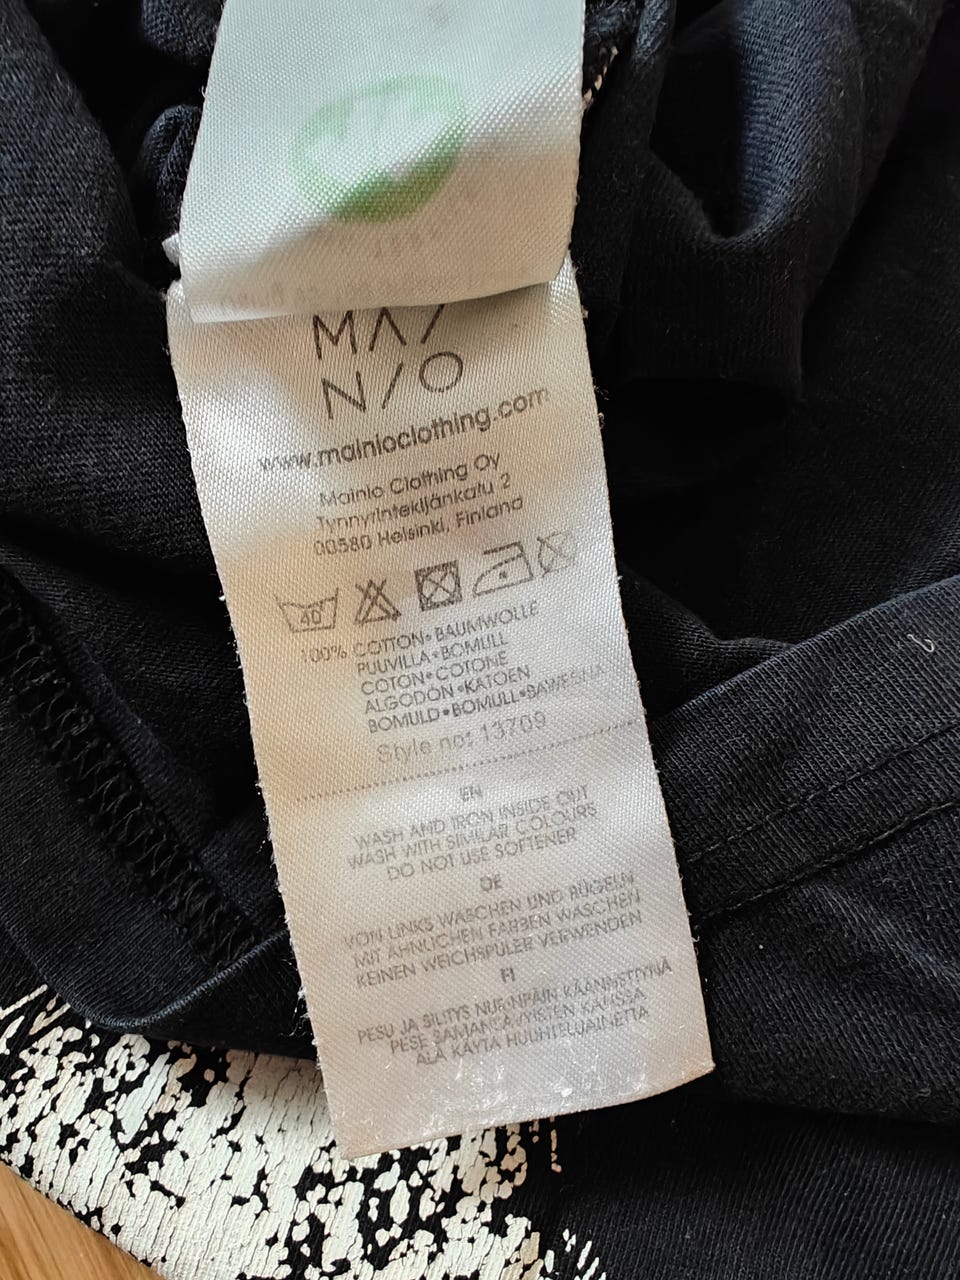 MA/
N/O
www.mainioclothing.com
Mainio Clothing Oy
Tynnyrintekijänkatu 2
00580 Helsinki, Finland
40°
100% COTTON•BAUMWOLLE
PUUVILLA•BOMULL
COTON•COTONE
ALGODÓN•KATOEN
BOMULD•BOMULL•BAWEŁNA
Style no: 13709
EN
WASH AND IRON INSIDE OUT
WASH WITH SIMILAR COLOURS
DO NOT USE SOFTENER
DE
VON LINKS WASCHEN UND BÜGELN
MIT ÄHNLICHEN FARBEN WASCHEN
KEINEN WEICHSPÜLER VERWENDEN
FI
PESU JA SILITYS NURINPÄIN KÄÄNNETTYNÄ
PESE SAMANSÄVYISTEN KANSSA
ÄLÄ KÄYTÄ HUUHTELUAINETTA